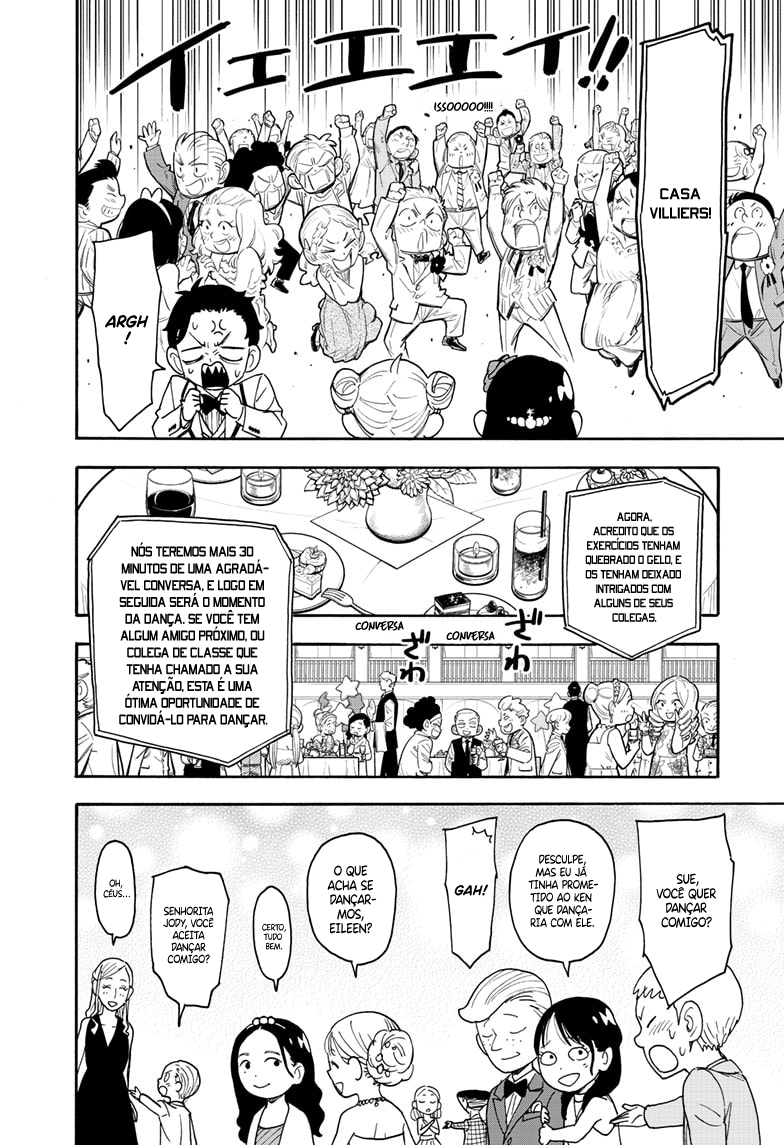 CASA
VILLIERS!
イエエエイ!!
ISSOOOOO!!!!
ARGH
!
AGORA,
ACREDITO QUE OS
EXERCÍCIOS TENHAM
QUEBRADO O GELO, E
OS TENHAM DEIXADO
INTRIGADOS COM
ALGUNS DE SEUS
COLEGAS.
NÓS TEREMOS MAIS 30
MINUTOS DE UMA AGRADÁ-
VEL CONVERSA, E LOGO EM
SEGUIDA SERÁ O MOMENTO
DA DANÇA. SE VOCÊ TEM
ALGUM AMIGO PRÓXIMO, OU
COLEGA DE CLASSE QUE
TENHA CHAMADO A SUA
ATENÇÃO, ESTA É UMA
ÓTIMA OPORTUNIDADE DE
CONVIDÁ-LO PARA DANÇAR.
ざわ
CONVERSA
ざわ
CONVERSA
SUE,
VOCÊ QUER
DANÇAR
COMIGO?
DESCULPE,
MAS EU JÁ
TINHA PROME-
TIDO AO KEN
QUE DANÇA-
RIA COM ELE.
GAH!
O QUE
ACHA SE
DANÇAR-
MOS,
EILEEN?
CERTO,
TUDO
BEM.
SENHORITA
JODY, VOCÊ
ACEITA
DANÇAR
COMIGO?
OH,
CÉUS...